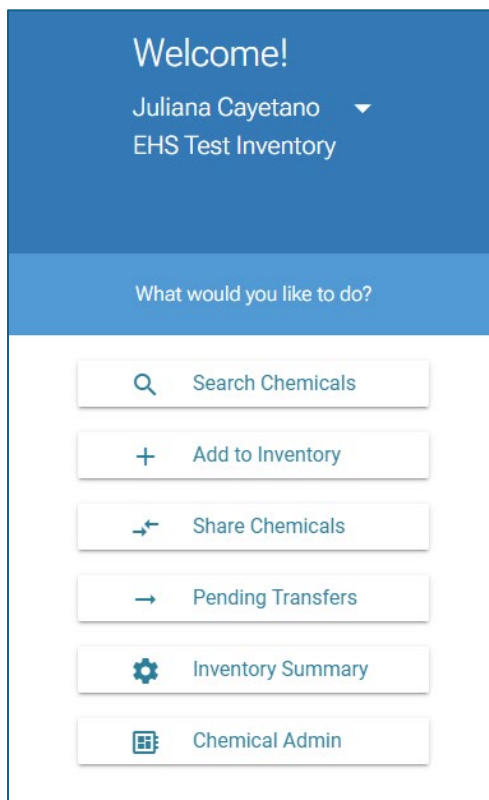 Welcome!
Juliana Cayetano
EHS Test Inventory
What would you like to do?
Search Chemicals
Add to Inventory
Share Chemicals
Pending Transfers
Inventory Summary
Chemical Admin